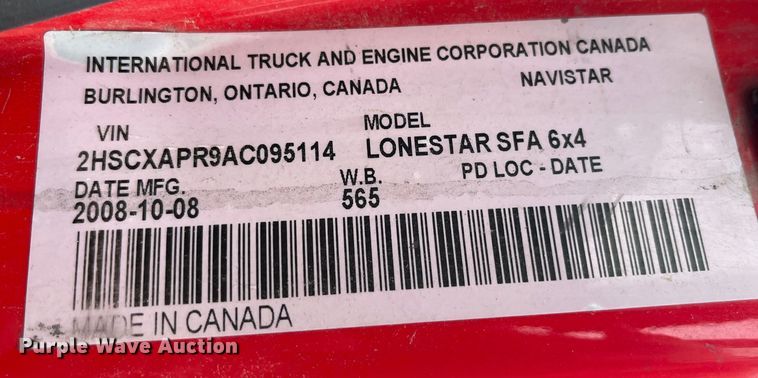 INTERNATIONAL TRUCK AND ENGINE CORPORATION CANADA
BURLINGTON, ONTARIO, CANADA NAVISTAR
VIN MODEL
2HSCXAPR9AC095114 LONESTAR SFA 6x4
DATE MFG. W.B. PD LOC - DATE
2008-10-08 565
MADE IN CANADA
Purple Wave Auction